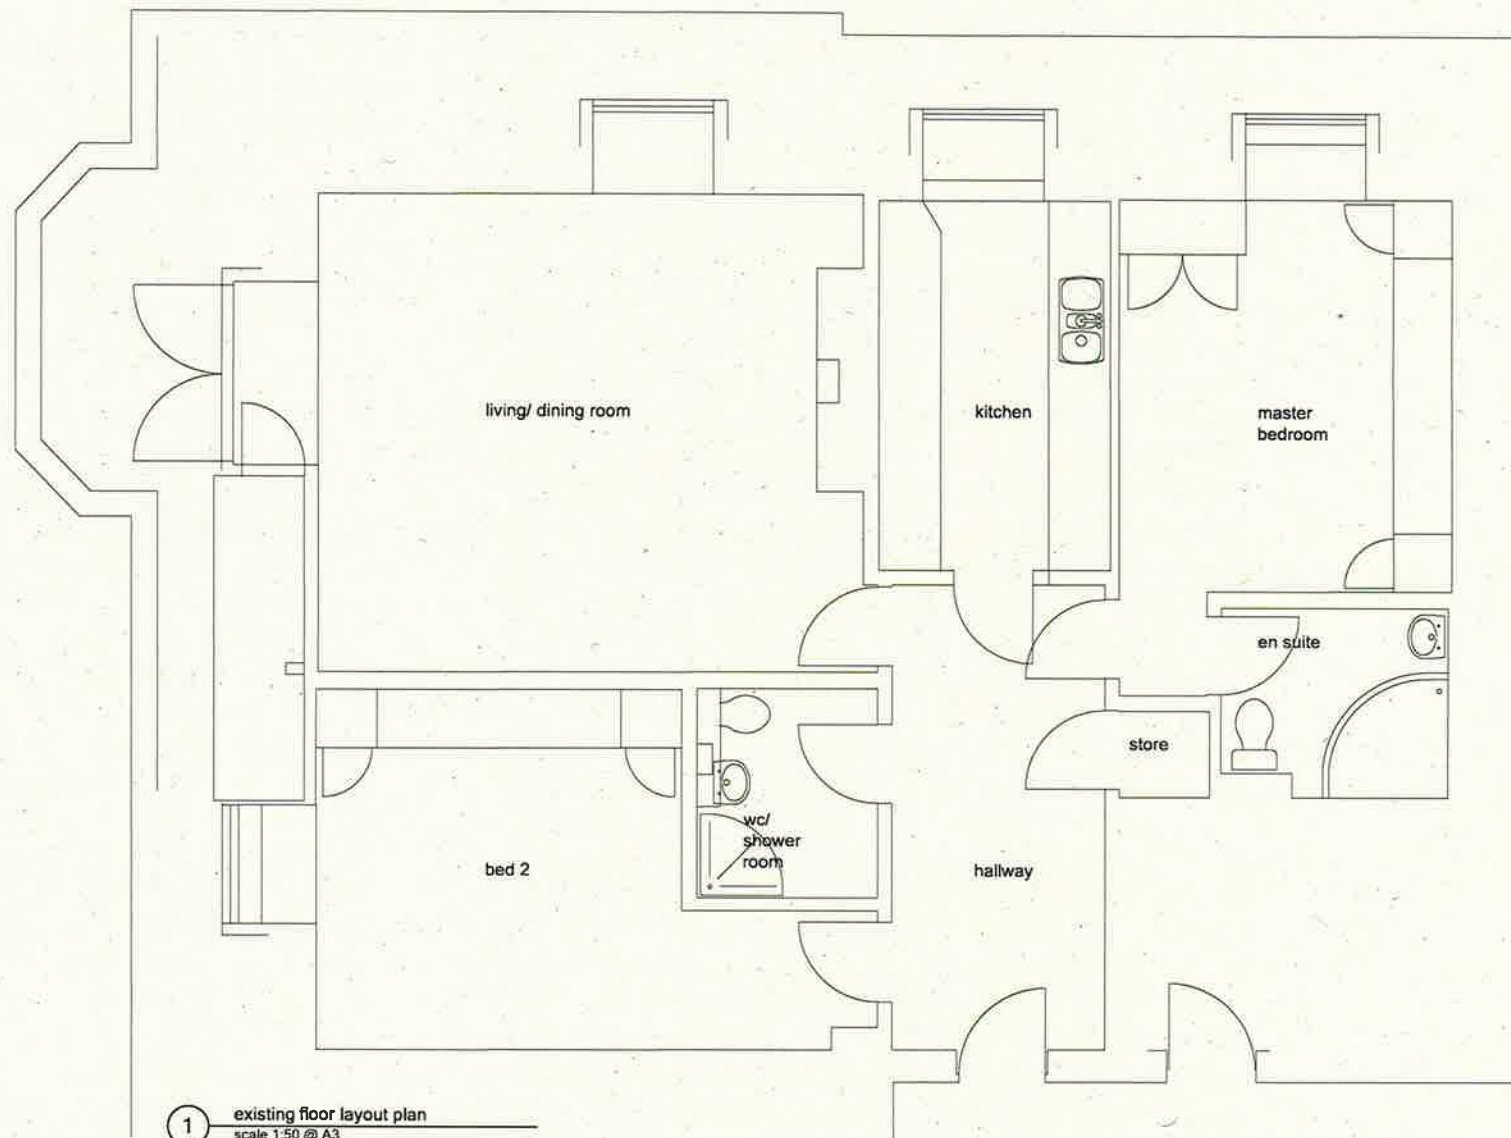 living/ dining room
kitchen
master
bedroom
en suite
store
wc/
shower
room
bed 2
hallway
1
existing floor layout plan
scale 1:50 @ A3